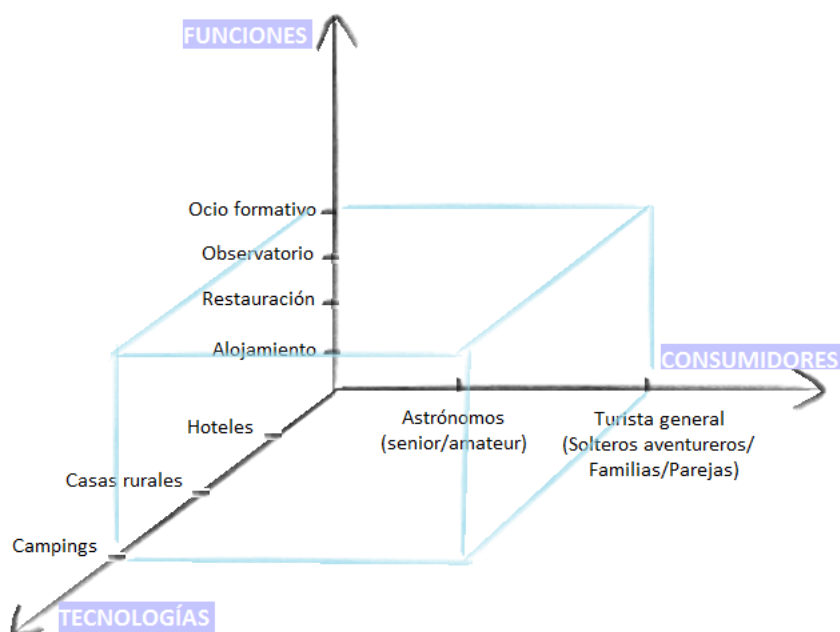 FUNCIONES
Ocio formativo
Observatorio
Restauración
Alojamiento
CONSUMIDORES
Astrónomos
(senior/amateur)
Turista general
(Solteros aventureros/
Familias/Parejas)
Hoteles
Casas rurales
Campings
TECNOLOGÍAS